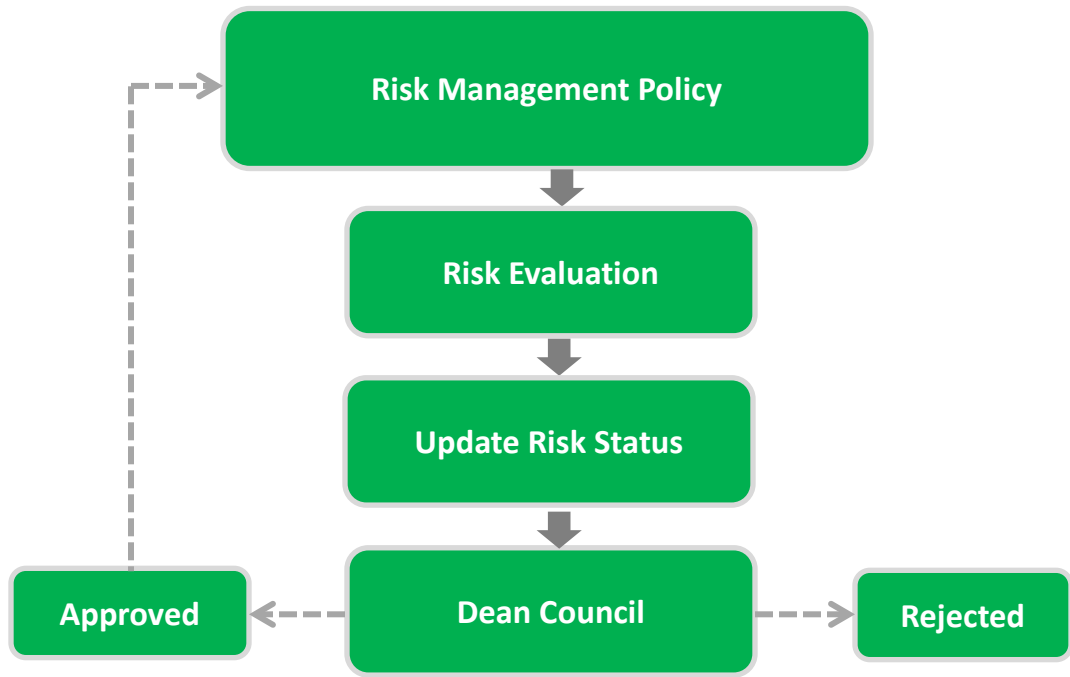 Risk Management Policy
Risk Evaluation
Update Risk Status
Approved
Dean Council
Rejected